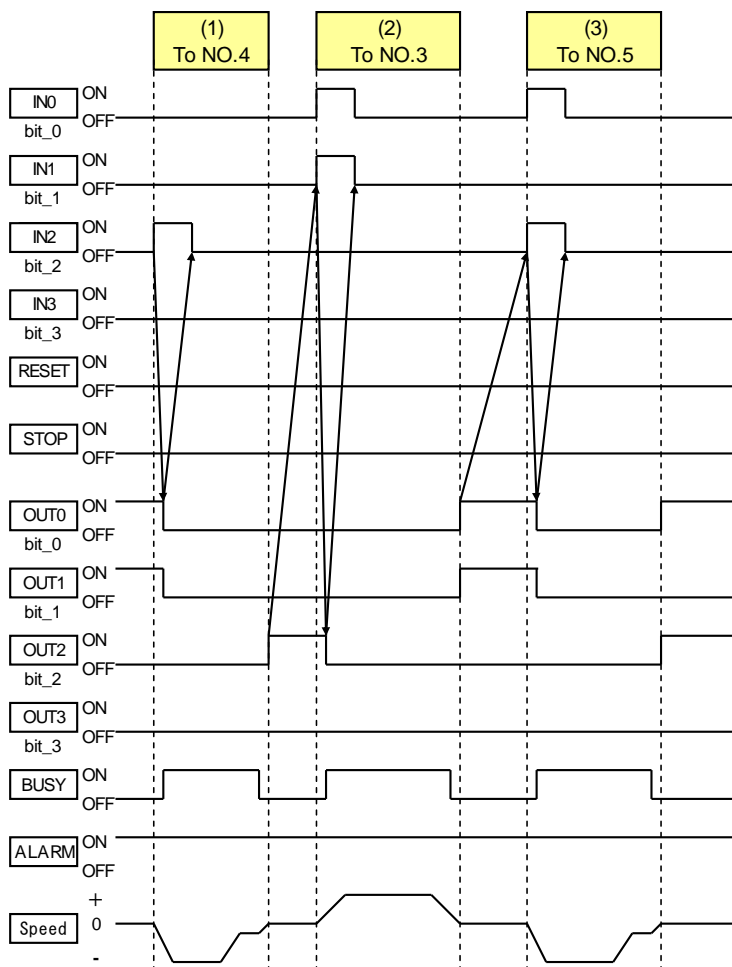 (1)
To NO.4
(2)
To NO.3
(3)
To NO.5
IN0
ON
OFF
bit_0
IN1
ON
OFF
bit_1
IN2
ON
OFF
bit_2
IN3
ON
OFF
bit_3
RESET
ON
OFF
STOP
ON
OFF
OUT0
ON
OFF
bit_0
OUT1
ON
OFF
bit_1
OUT2
ON
OFF
bit_2
OUT3
ON
OFF
bit_3
BUSY
ON
OFF
ALARM
ON
OFF
Speed
+
0
-